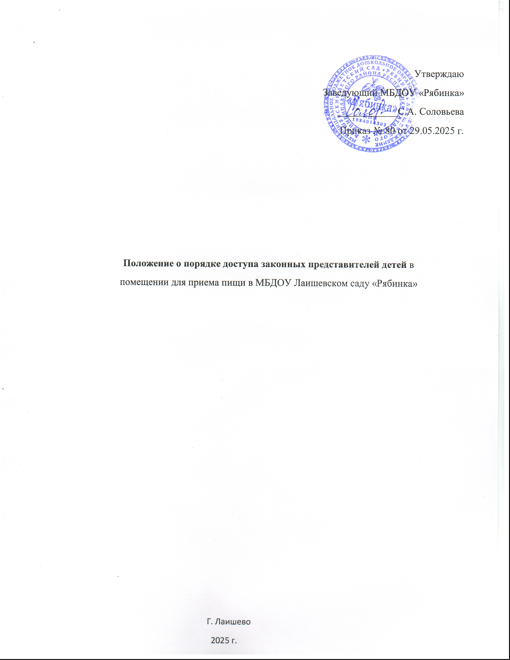 Утверждаю
Заведующий МБДОУ «Рябинка»
С.А. Соловьева
Приказ № 80 от 29.05.2025 г.
«Рябинка»
Положение о порядке доступа законных представителей детей в
помещении для приема пищи в МБДОУ Лаишевском саду «Рябинка»
Г. Лаишево
2025 г.